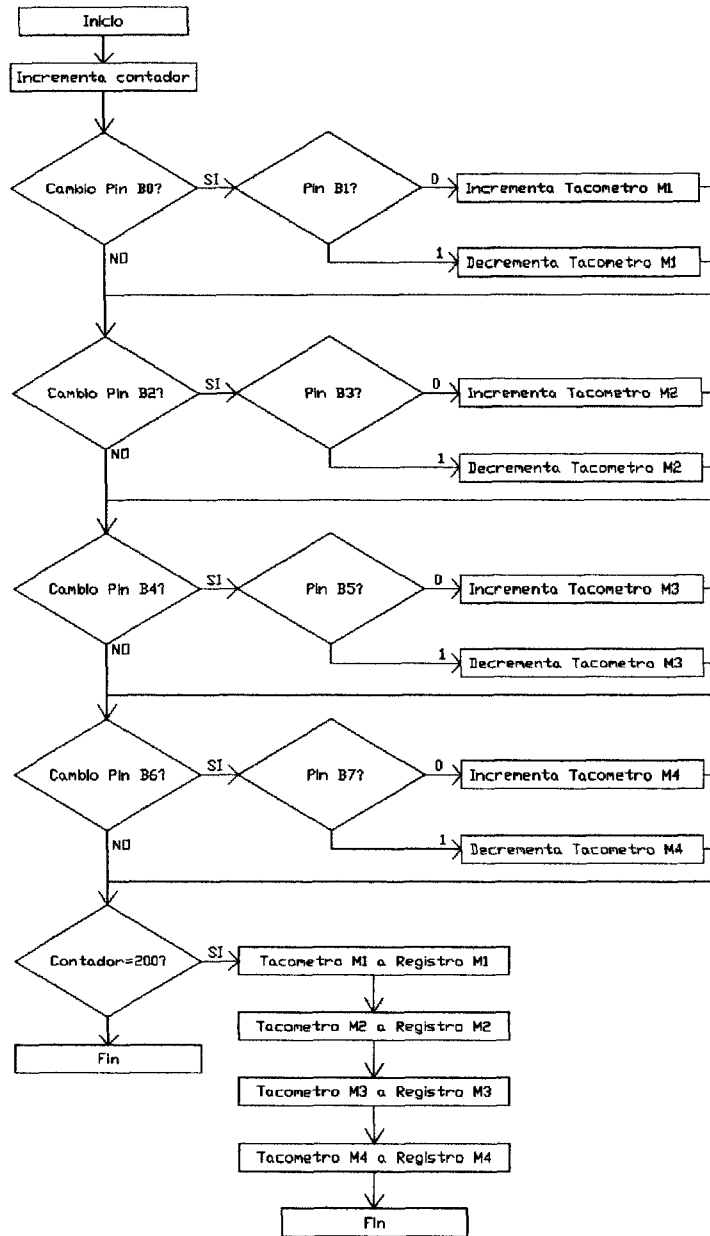 Inicio
Incrementa contador
Cambio Pin B0?
SI
Pin B1?
0
Incrementa Tacometro M1
1
Decrementa Tacometro M1
NO
Cambio Pin B2?
SI
Pin B3?
0
Incrementa Tacometro M2
1
Decrementa Tacometro M2
NO
Cambio Pin B4?
SI
Pin B5?
0
Incrementa Tacometro M3
1
Decrementa Tacometro M3
NO
Cambio Pin B6?
SI
Pin B7?
0
Incrementa Tacometro M4
1
Decrementa Tacometro M4
NO
Contador=200?
SI
Tacometro M1 a Registro M1
Tacometro M2 a Registro M2
Fin
Tacometro M3 a Registro M3
Tacometro M4 a Registro M4
Fin